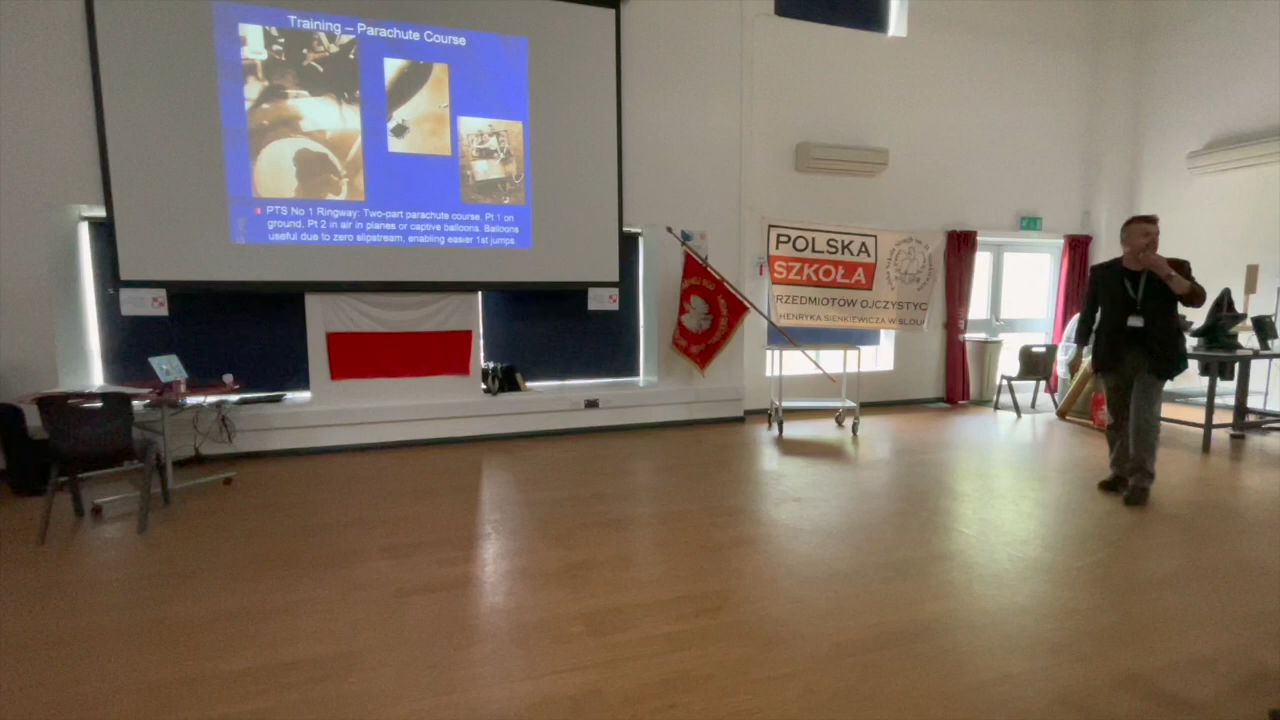 Training – Parachute Course
PTS No 1 Ringway: Two-part parachute course. Pt 1 on
ground, Pt 2 in air in planes or captive balloons. Balloons
useful due to zero slipstream, enabling easier 1st jumps.
POLSKA
SZKOŁA
RZEDMIOTÓW OJCZYSTYC
HENRYKA SIENKIEWICZA W SLOU